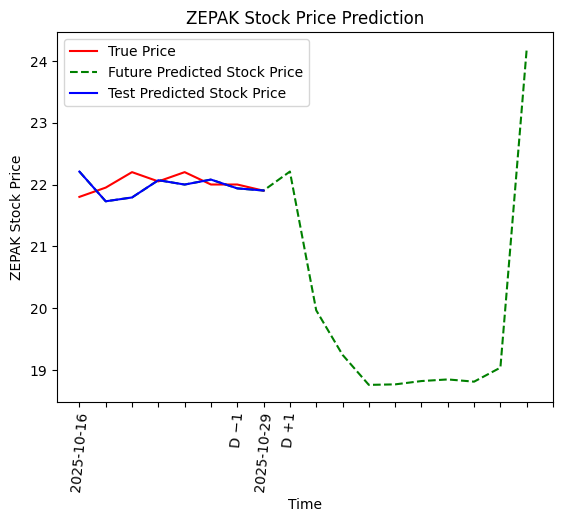 ZEPAK Stock Price Prediction
True Price
Future Predicted Stock Price
Test Predicted Stock Price
ZEPAK Stock Price
24
23
22
21
20
19
2025-10-16
D −1
2025-10-29
D +1
Time